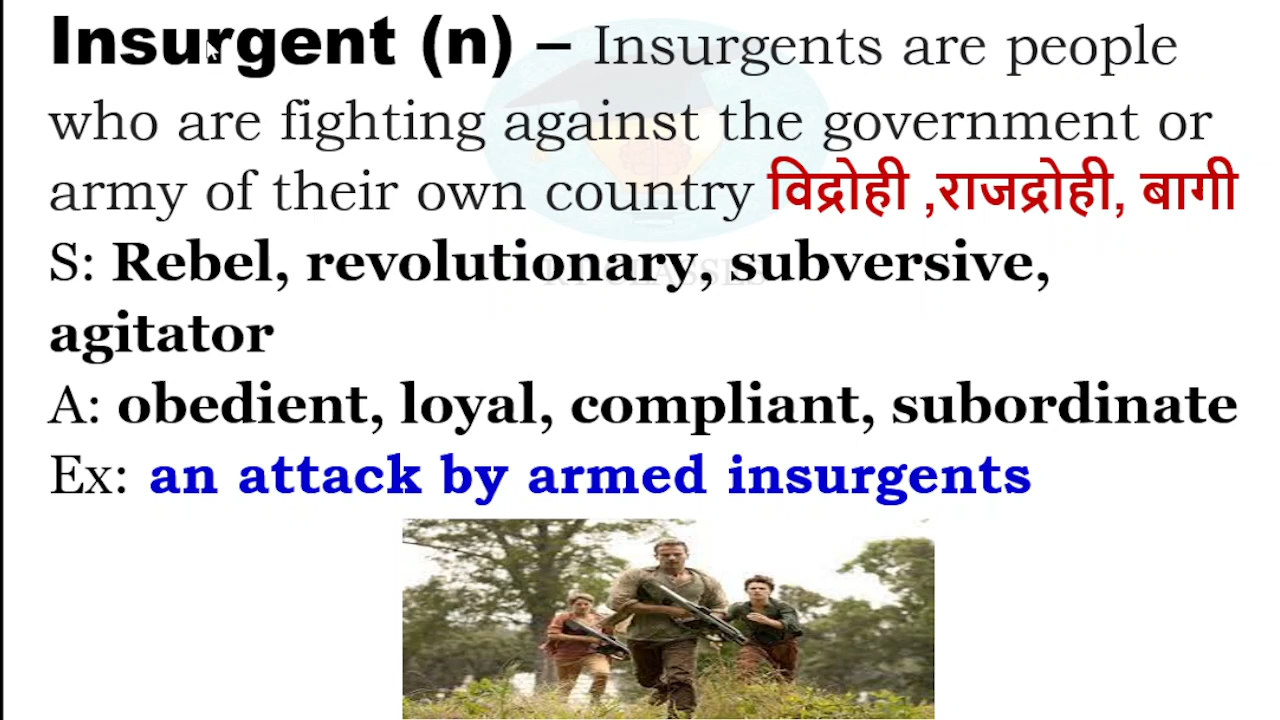 Insurgent (n) – Insurgents are people
who are fighting against the government or
army of their own country विद्रोही ,राजद्रोही, बागी
S: Rebel, revolutionary, subversive,
agitator
A: obedient, loyal, compliant, subordinate
Ex: an attack by armed insurgents